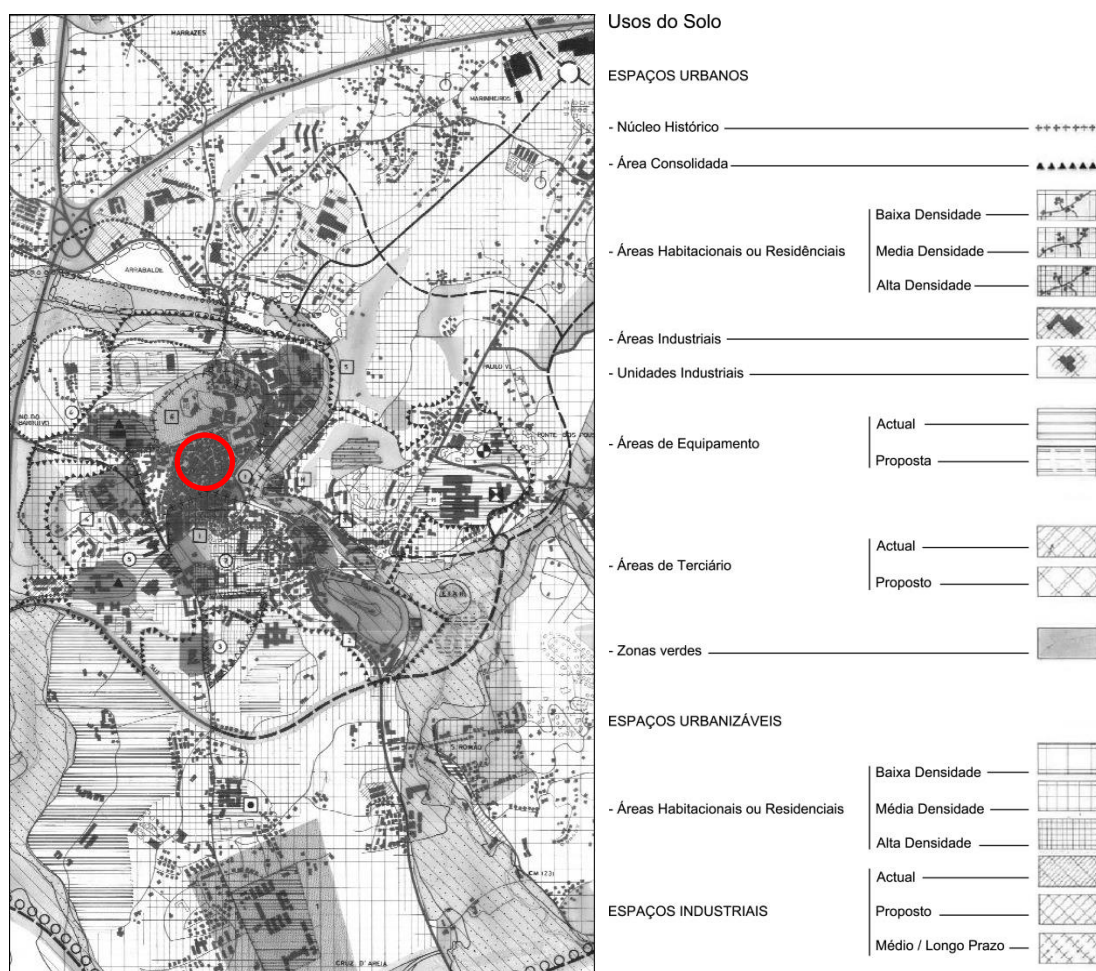 Usos do Solo
ESPAÇOS URBANOS
- Núcleo Histórico
- Área Consolidada
- Áreas Habitacionais ou Residênciais
Baixa Densidade
Media Densidade
Alta Densidade
- Áreas Industriais
- Unidades Industriais
- Áreas de Equipamento
Actual
Proposta
- Áreas de Terciário
Actual
Proposto
- Zonas verdes
ESPAÇOS URBANIZÁVEIS
- Áreas Habitacionais ou Residenciais
Baixa Densidade
Média Densidade
Alta Densidade
ESPAÇOS INDUSTRIAIS
Actual
Proposto
Médio / Longo Prazo
MARRAZES
MARINHEIROS
ARRABALDE
PAULO VI
S. ROMÃO
CRUZ D'AREIA